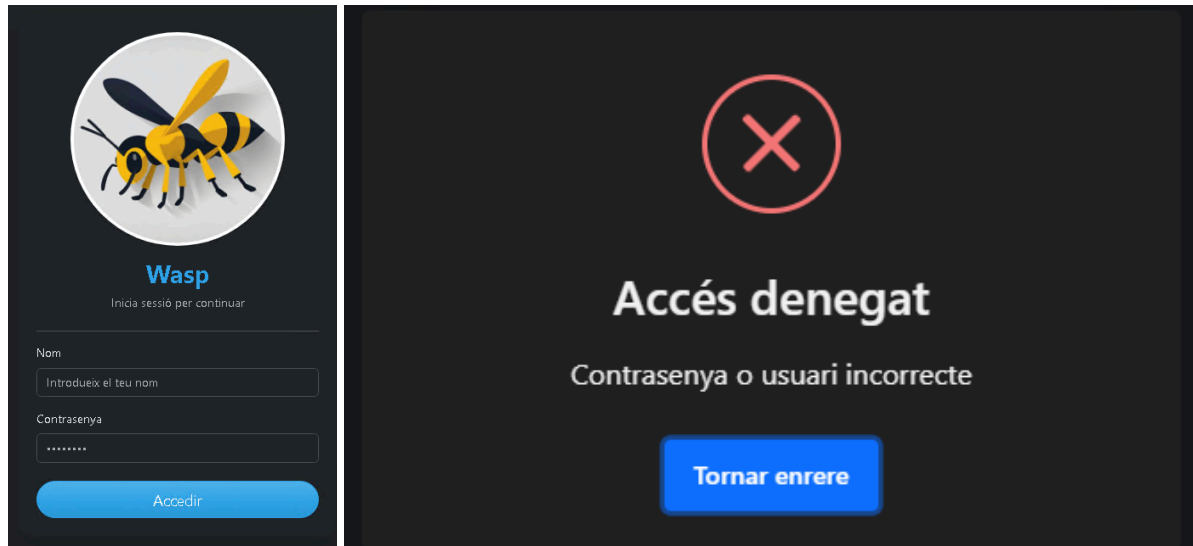 Wasp
Inicia sessió per continuar
Nom
Introdueix el teu nom
Contrasenya
••••••••
Accedir
Accés denegat
Contrasenya o usuari incorrecte
Tornar enrere